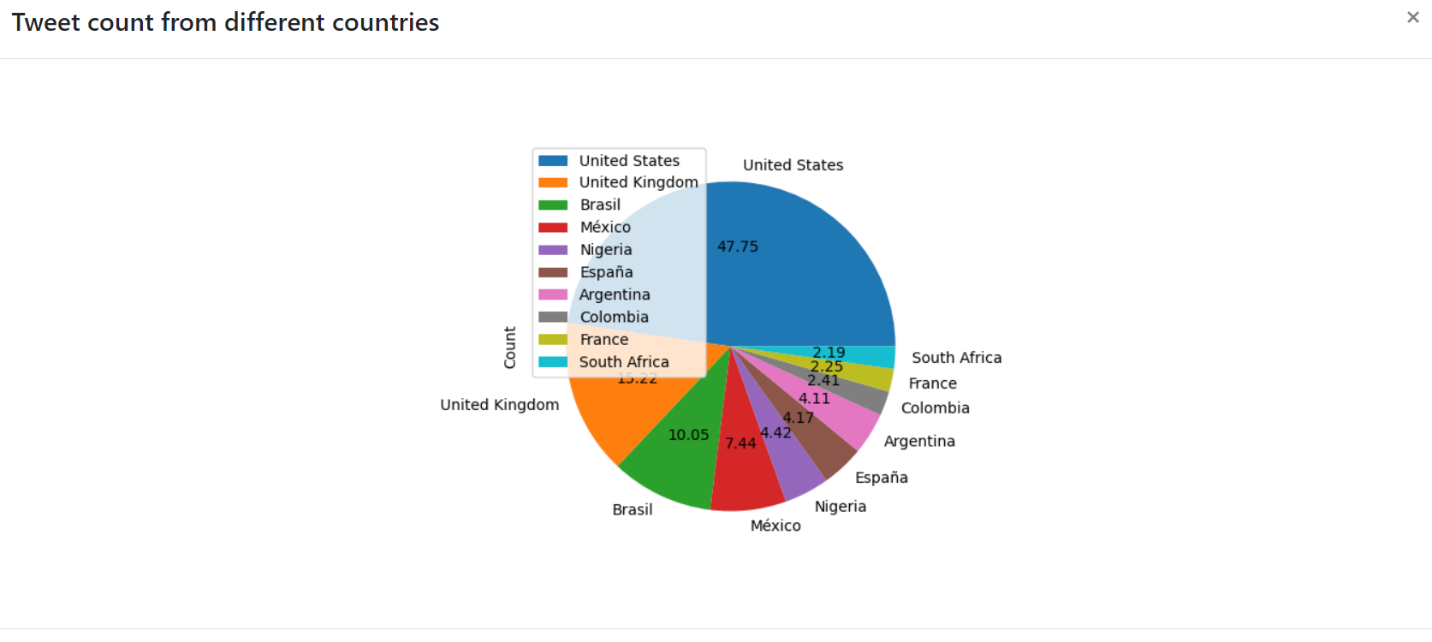 Tweet count from different countries
×
United States
United Kingdom
Brasil
México
Nigeria
España
Argentina
Colombia
France
South Africa
Count
United States
47.75
United Kingdom
15.22
Brasil
10.05
México
7.44
Nigeria
4.42
España
4.17
Argentina
4.11
Colombia
2.41
France
2.25
South Africa
2.19